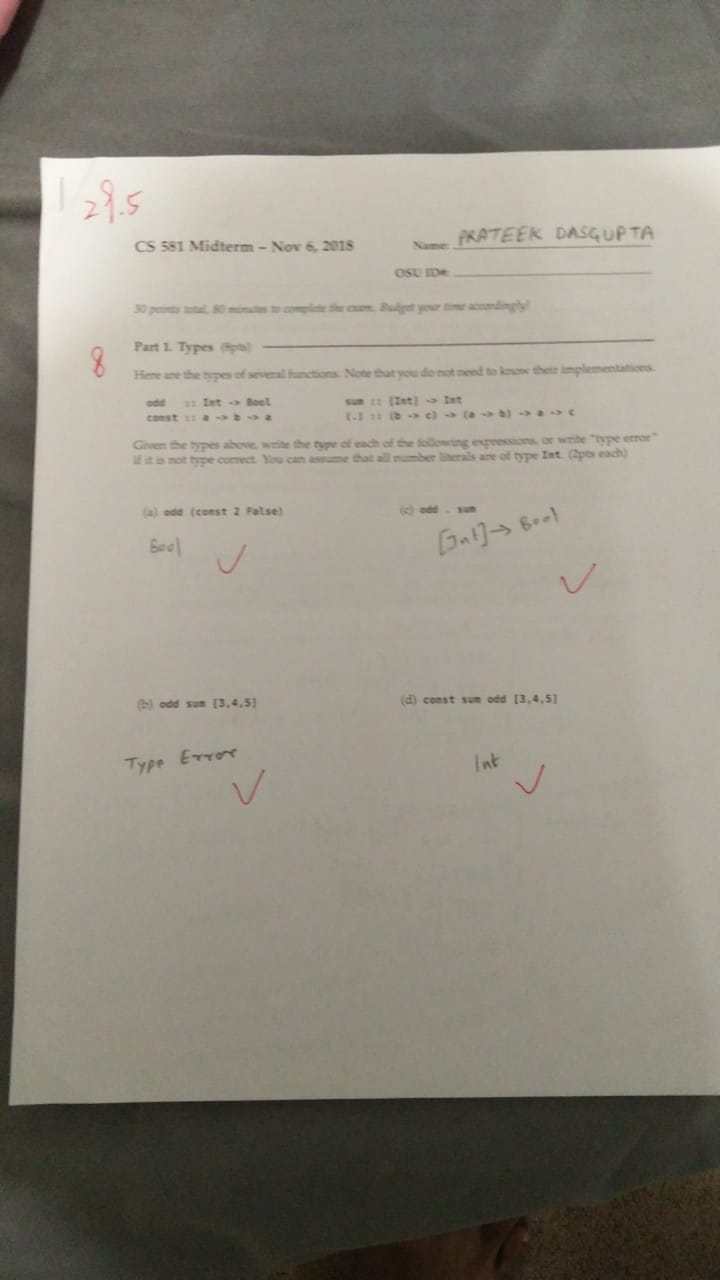 29.5
CS 581 Midterm – Nov 6, 2018 Name: PRATEEK DASGUPTA
OSU ID#:
30 points total, 80 minutes to complete the exam. Budget your time accordingly!
8
Part 1. Types (8pts)
Here are the types of several functions. Note that you do not need to know their implementations.
odd :: Int -> Bool sum :: [Int] -> Int
const :: a -> b -> a (.) :: (b -> c) -> (a -> b) -> a -> c
Given the types above, write the type of each of the following expressions, or write "type error"
if it is not type correct. You can assume that all number literals are of type Int. (2pts each)
(a) odd (const 2 False) (c) odd . sum
Bool [Int] → Bool
(b) odd sum [3,4,5] (d) const sum odd [3,4,5]
Type Error Int